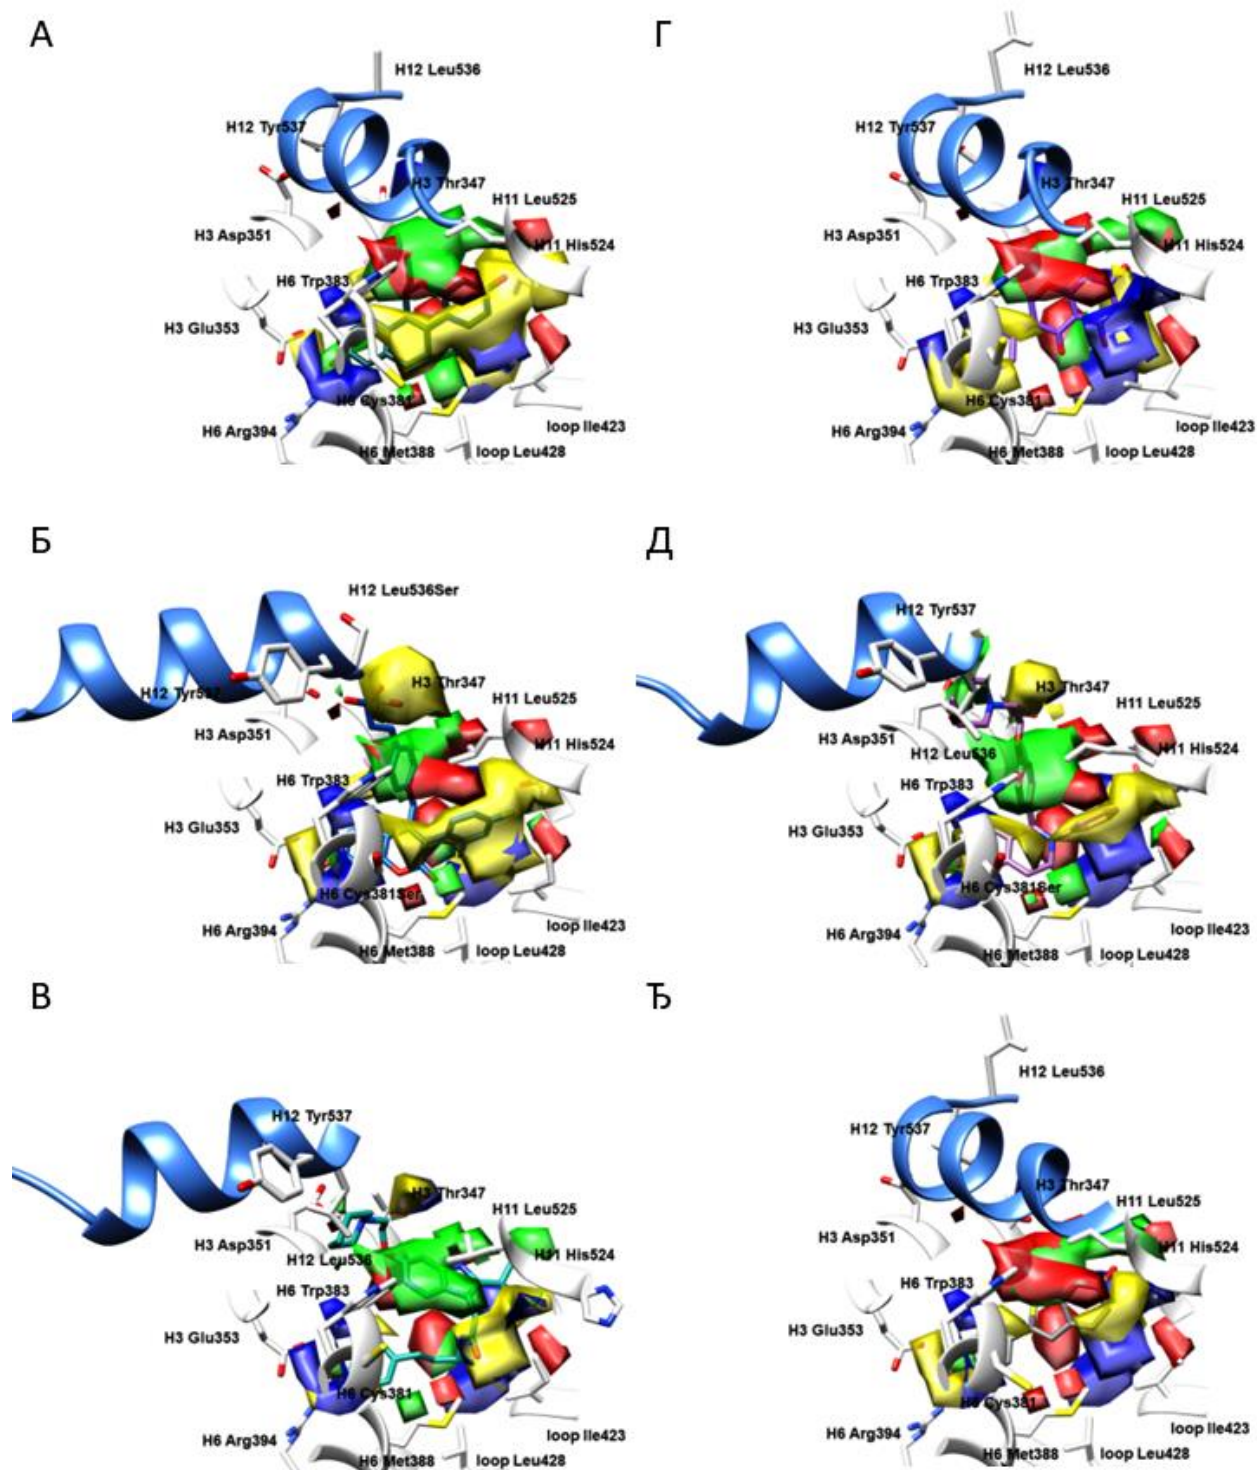 А
H12 Leu536
H12 Tyr537
H3 Thr347
H11 Leu525
H3 Asp351
H11 His524
H6 Trp383
H3 Glu353
H6 Cys381
loop Ile423
H6 Arg394
H6 Met388
loop Leu428
Г
H12 Leu536
H12 Tyr537
H3 Thr347
H11 Leu525
H3 Asp351
H11 His524
H6 Trp383
H3 Glu353
H6 Cys381
loop Ile423
H6 Arg394
H6 Met388
loop Leu428
Б
H12 Leu536Ser
H3 Thr347
H12 Tyr537
H11 Leu525
H3 Asp351
H11 His524
H6 Trp383
H3 Glu353
H6 Cys381Ser
loop Ile423
H6 Arg394
H6 Met388
loop Leu428
Д
H12 Tyr537
H3 Thr347
H11 Leu525
H3 Asp351
H11 His524
H12 Leu536
H6 Trp383
H3 Glu353
H6 Cys381Ser
loop Ile423
H6 Arg394
H6 Met388
loop Leu428
В
H12 Tyr537
H3 Thr347
H11 Leu525
H3 Asp351
H11 His524
H12 Leu536
H6 Trp383
H3 Glu353
H6 Cys381
loop Ile423
H6 Arg394
H6 Met388
loop Leu428
Ђ
H12 Leu536
H12 Tyr537
H3 Thr347
H11 Leu525
H3 Asp351
H11 His524
H6 Trp383
H3 Glu353
H6 Cys381
loop Ile423
H6 Arg394
H6 Met388
loop Leu428